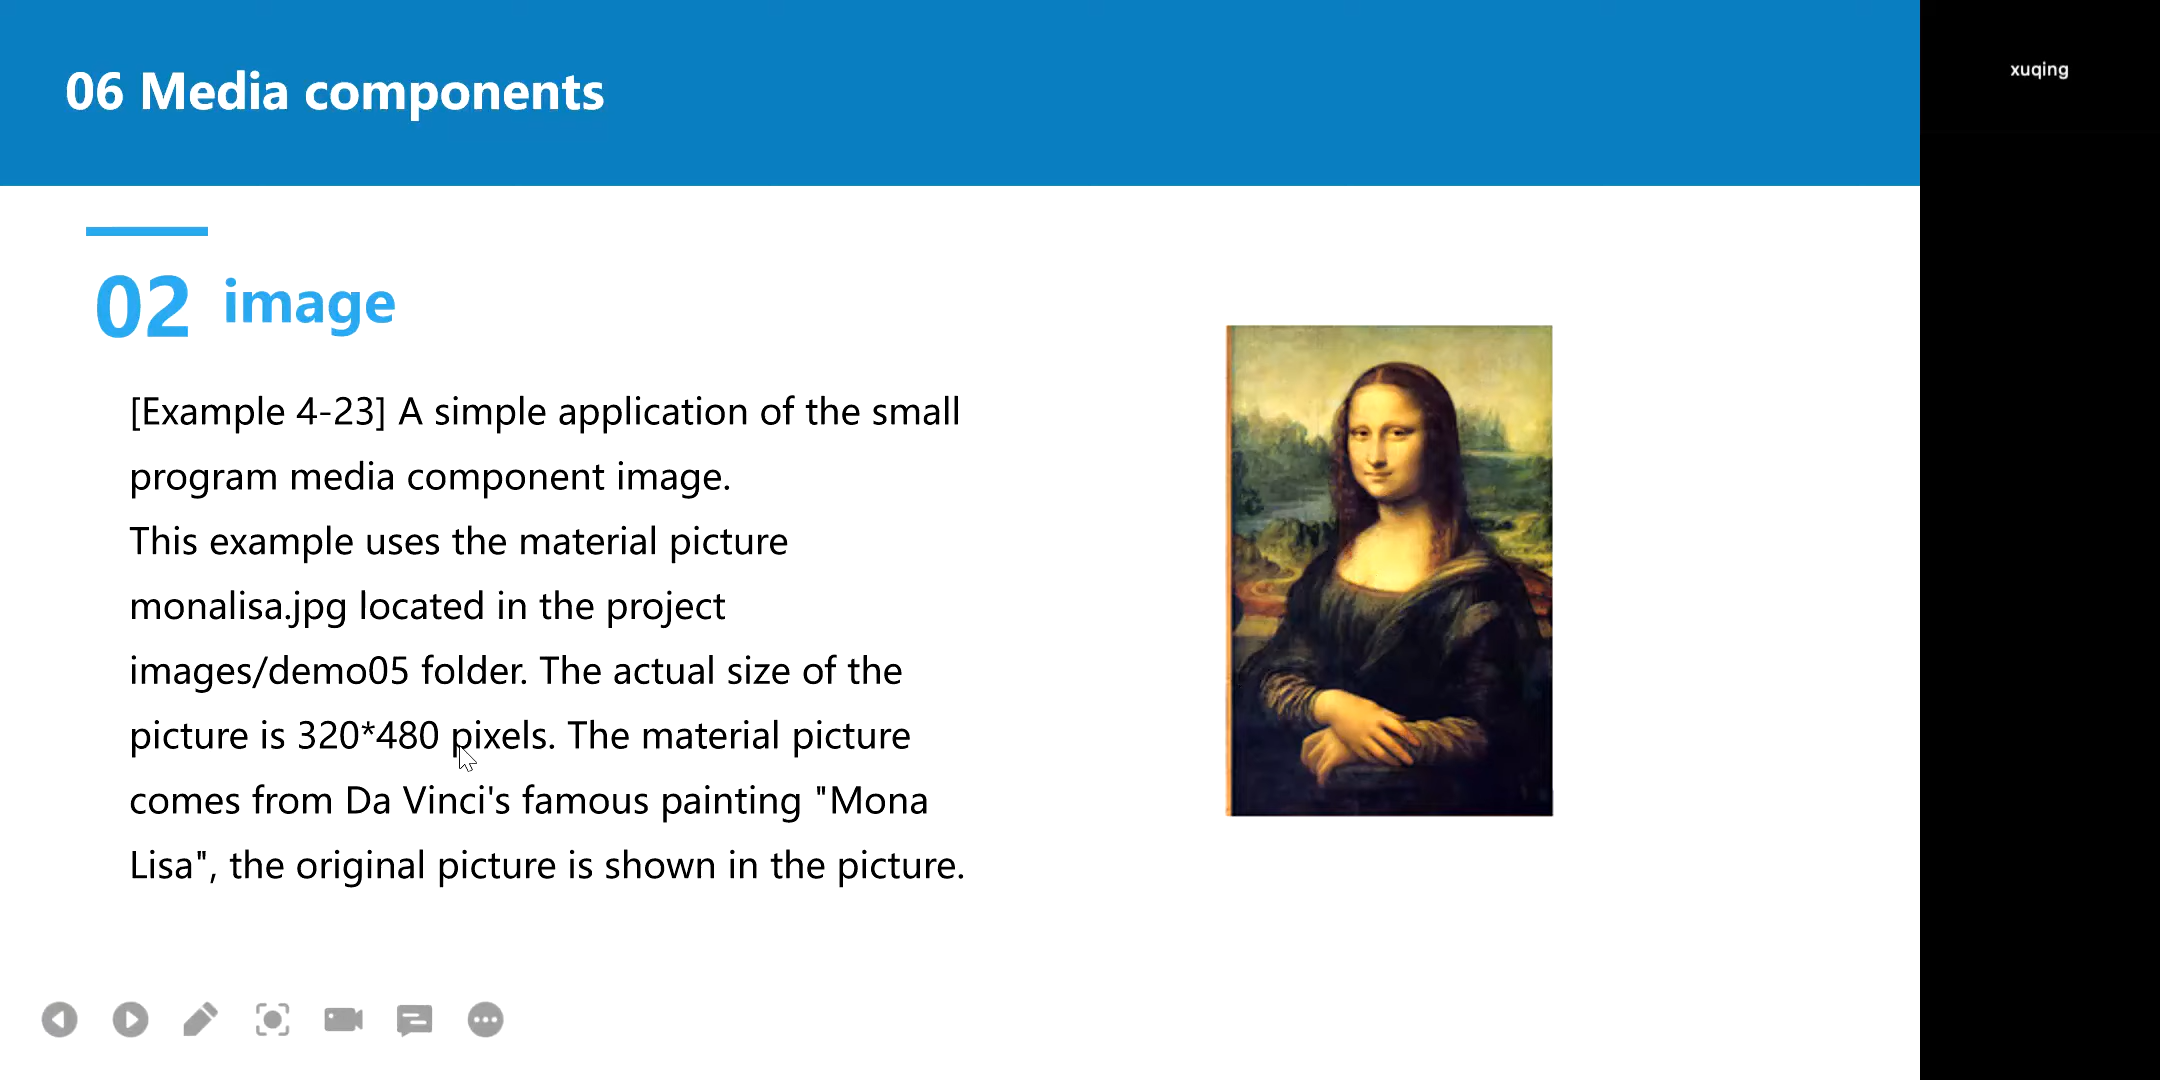 06 Media components
xuqing
02 image
[Example 4-23] A simple application of the small
program media component image.
This example uses the material picture
monalisa.jpg located in the project
images/demo05 folder. The actual size of the
picture is 320*480 pixels. The material picture
comes from Da Vinci's famous painting "Mona
Lisa", the original picture is shown in the picture.